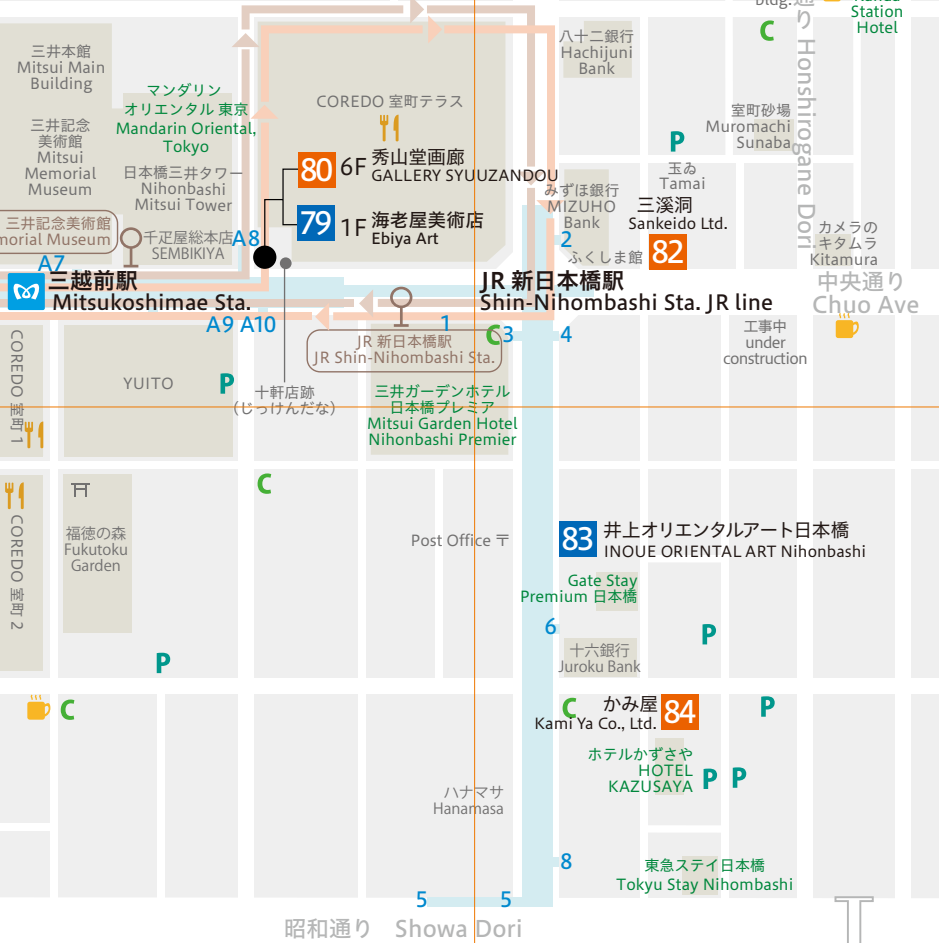 Bldg.
Kanda
Station
Hotel
C
通り Honshirogane Dori
八十二銀行
Hachijuni
Bank
三井本館
Mitsui Main
Building
マンダリン
オリエンタル 東京
Mandarin Oriental,
Tokyo
COREDO 室町テラス
室町砂場
Muromachi
Sunaba
三井記念
美術館
Mitsui
Memorial
Museum
P
日本橋三井タワー
Nihonbashi
Mitsui Tower
80 6F 秀山堂画廊
GALLERY SYUUZANDOU
79 1F 海老屋美術店
Ebiya Art
玉ゐ
Tamai
みずほ銀行
MIZUHO
Bank
三溪洞
Sankeido Ltd.
82
2
ふくしま館
カメラの
キタムラ
Kitamura
三井記念美術館
morial Museum
千疋屋総本店
SEMBIKIYA
A8
A7
三越前駅
Mitsukoshimae Sta.
JR 新日本橋駅
Shin-Nihombashi Sta. JR line
中央通り
Chuo Ave
A9 A10
1
C
3
4
JR 新日本橋駅
JR Shin-Nihombashi Sta.
工事中
under
construction
COREDO 室町 1
YUITO
P
十軒店跡
(じっけんだな)
三井ガーデンホテル
日本橋プレミア
Mitsui Garden Hotel
Nihonbashi Premier
C
COREDO 室町 2
福徳の森
Fukutoku
Garden
Post Office 〒
83 井上オリエンタルアート日本橋
INOUE ORIENTAL ART Nihonbashi
Gate Stay
Premium 日本橋
6
P
十六銀行
Juroku Bank
P
C
C
かみ屋
Kami Ya Co., Ltd.
84
P
ホテルかずさや
HOTEL
KAZUSAYA
P P
ハナマサ
Hanamasa
8
東急ステイ日本橋
Tokyu Stay Nihombashi
5
5
昭和通り Showa Dori